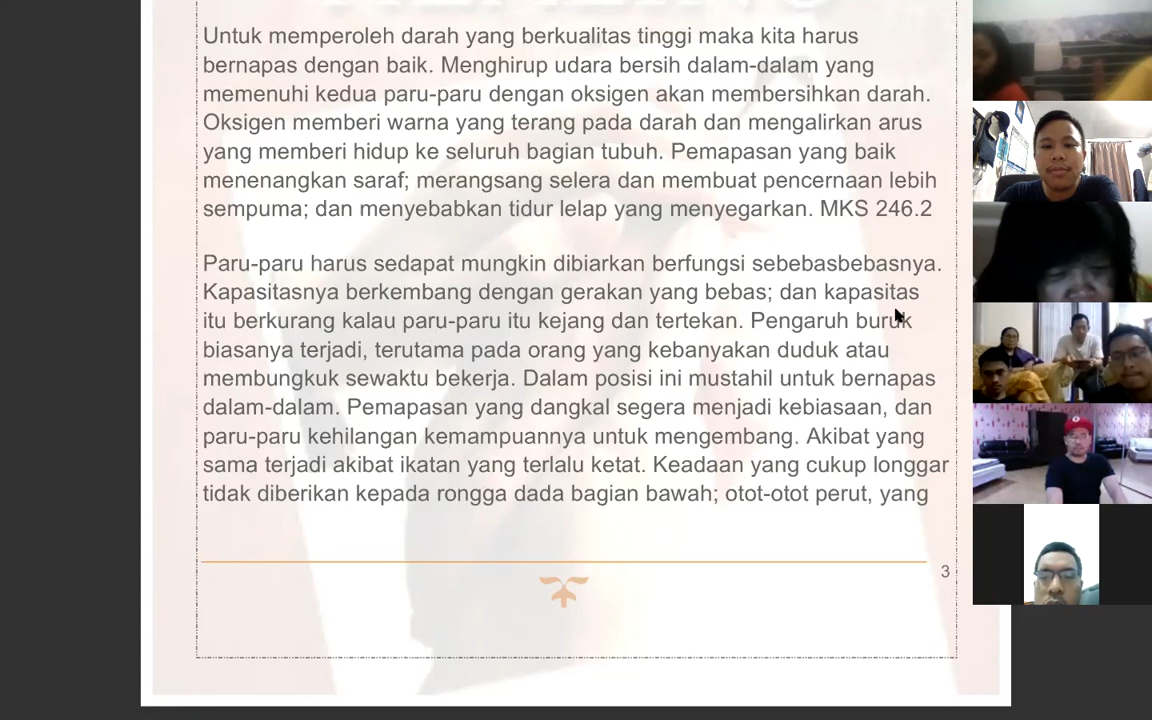 Untuk memperoleh darah yang berkualitas tinggi maka kita harus
bernapas dengan baik. Menghirup udara bersih dalam-dalam yang
memenuhi kedua paru-paru dengan oksigen akan membersihkan darah.
Oksigen memberi warna yang terang pada darah dan mengalirkan arus
yang memberi hidup ke seluruh bagian tubuh. Pemapasan yang baik
menenangkan saraf; merangsang selera dan membuat pencernaan lebih
sempuma; dan menyebabkan tidur lelap yang menyegarkan. MKS 246.2
Paru-paru harus sedapat mungkin dibiarkan berfungsi sebebasbebasnya.
Kapasitasnya berkembang dengan gerakan yang bebas; dan kapasitas
itu berkurang kalau paru-paru itu kejang dan tertekan. Pengaruh buruk
biasanya terjadi, terutama pada orang yang kebanyakan duduk atau
membungkuk sewaktu bekerja. Dalam posisi ini mustahil untuk bernapas
dalam-dalam. Pemapasan yang dangkal segera menjadi kebiasaan, dan
paru-paru kehilangan kemampuannya untuk mengembang. Akibat yang
sama terjadi akibat ikatan yang terlalu ketat. Keadaan yang cukup longgar
tidak diberikan kepada rongga dada bagian bawah; otot-otot perut, yang
3